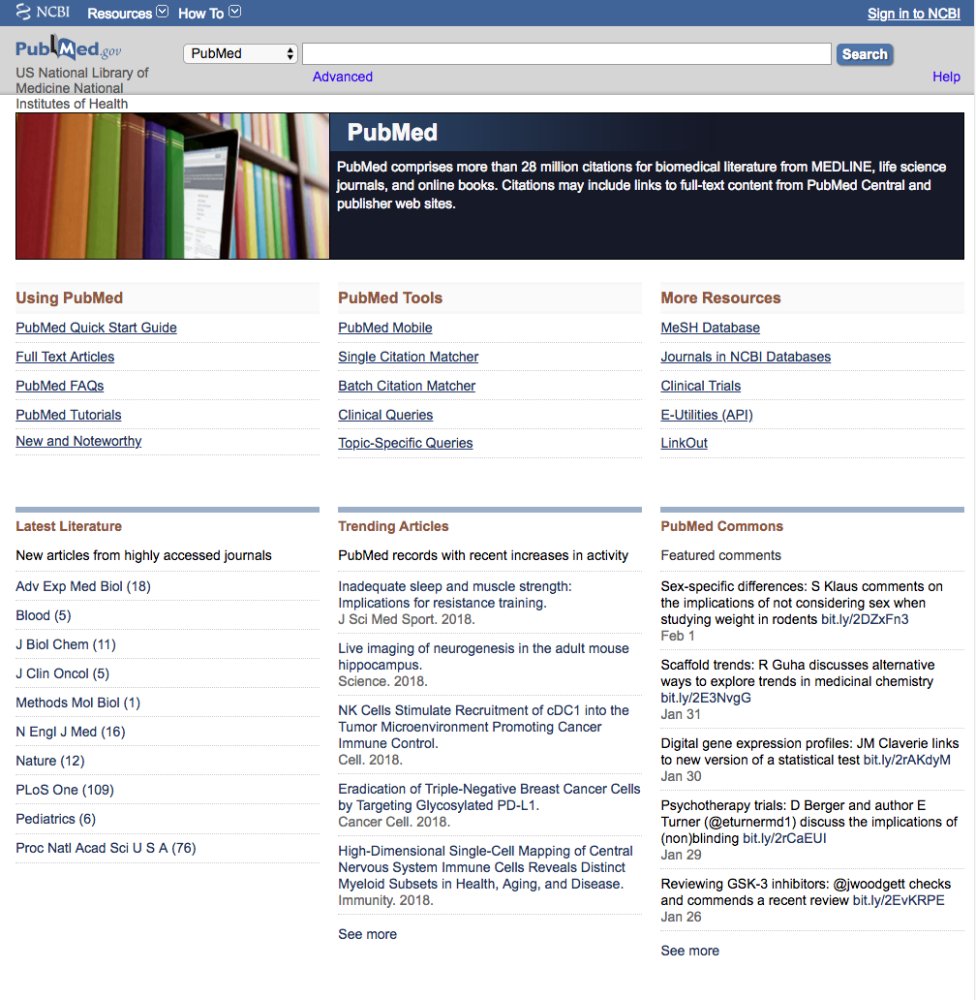 NCBI Resources How To Sign in to NCBI
PubMed.gov
US National Library of
Medicine National
Institutes of Health
PubMed
Search
Advanced
Help
PubMed
PubMed comprises more than 28 million citations for biomedical literature from MEDLINE, life science
journals, and online books. Citations may include links to full-text content from PubMed Central and
publisher web sites.
Using PubMed
PubMed Quick Start Guide
Full Text Articles
PubMed FAQs
PubMed Tutorials
New and Noteworthy
PubMed Tools
PubMed Mobile
Single Citation Matcher
Batch Citation Matcher
Clinical Queries
Topic-Specific Queries
More Resources
MeSH Database
Journals in NCBI Databases
Clinical Trials
E-Utilities (API)
LinkOut
Latest Literature
New articles from highly accessed journals
Adv Exp Med Biol (18)
Blood (5)
J Biol Chem (11)
J Clin Oncol (5)
Methods Mol Biol (1)
N Engl J Med (16)
Nature (12)
PLoS One (109)
Pediatrics (6)
Proc Natl Acad Sci U S A (76)
Trending Articles
PubMed records with recent increases in activity
Inadequate sleep and muscle strength:
Implications for resistance training.
J Sci Med Sport. 2018.
Live imaging of neurogenesis in the adult mouse
hippocampus.
Science. 2018.
NK Cells Stimulate Recruitment of cDC1 into the
Tumor Microenvironment Promoting Cancer
Immune Control.
Cell. 2018.
Eradication of Triple-Negative Breast Cancer Cells
by Targeting Glycosylated PD-L1.
Cancer Cell. 2018.
High-Dimensional Single-Cell Mapping of Central
Nervous System Immune Cells Reveals Distinct
Myeloid Subsets in Health, Aging, and Disease.
Immunity. 2018.
See more
PubMed Commons
Featured comments
Sex-specific differences: S Klaus comments on
the implications of not considering sex when
studying weight in rodents bit.ly/2DZxFn3
Feb 1
Scaffold trends: R Guha discusses alternative
ways to explore trends in medicinal chemistry
bit.ly/2E3NvgG
Jan 31
Digital gene expression profiles: JM Claverie links
to new version of a statistical test bit.ly/2rAKdyM
Jan 30
Psychotherapy trials: D Berger and author E
Turner (@eturnermd1) discuss the implications of
(non)blinding bit.ly/2rCaEUI
Jan 29
Reviewing GSK-3 inhibitors: @jwoodgett checks
and commends a recent review bit.ly/2EvKRPE
Jan 26
See more